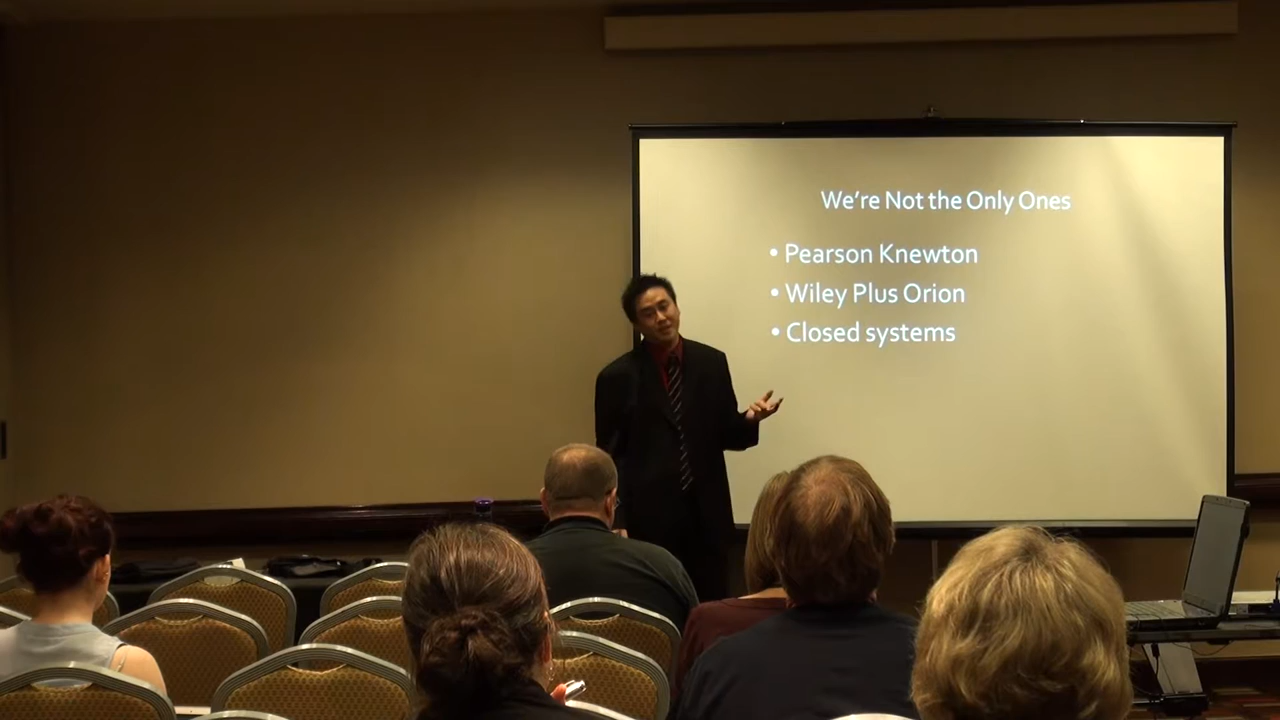 We're Not the Only Ones
• Pearson Knewton
• Wiley Plus Orion
• Closed systems